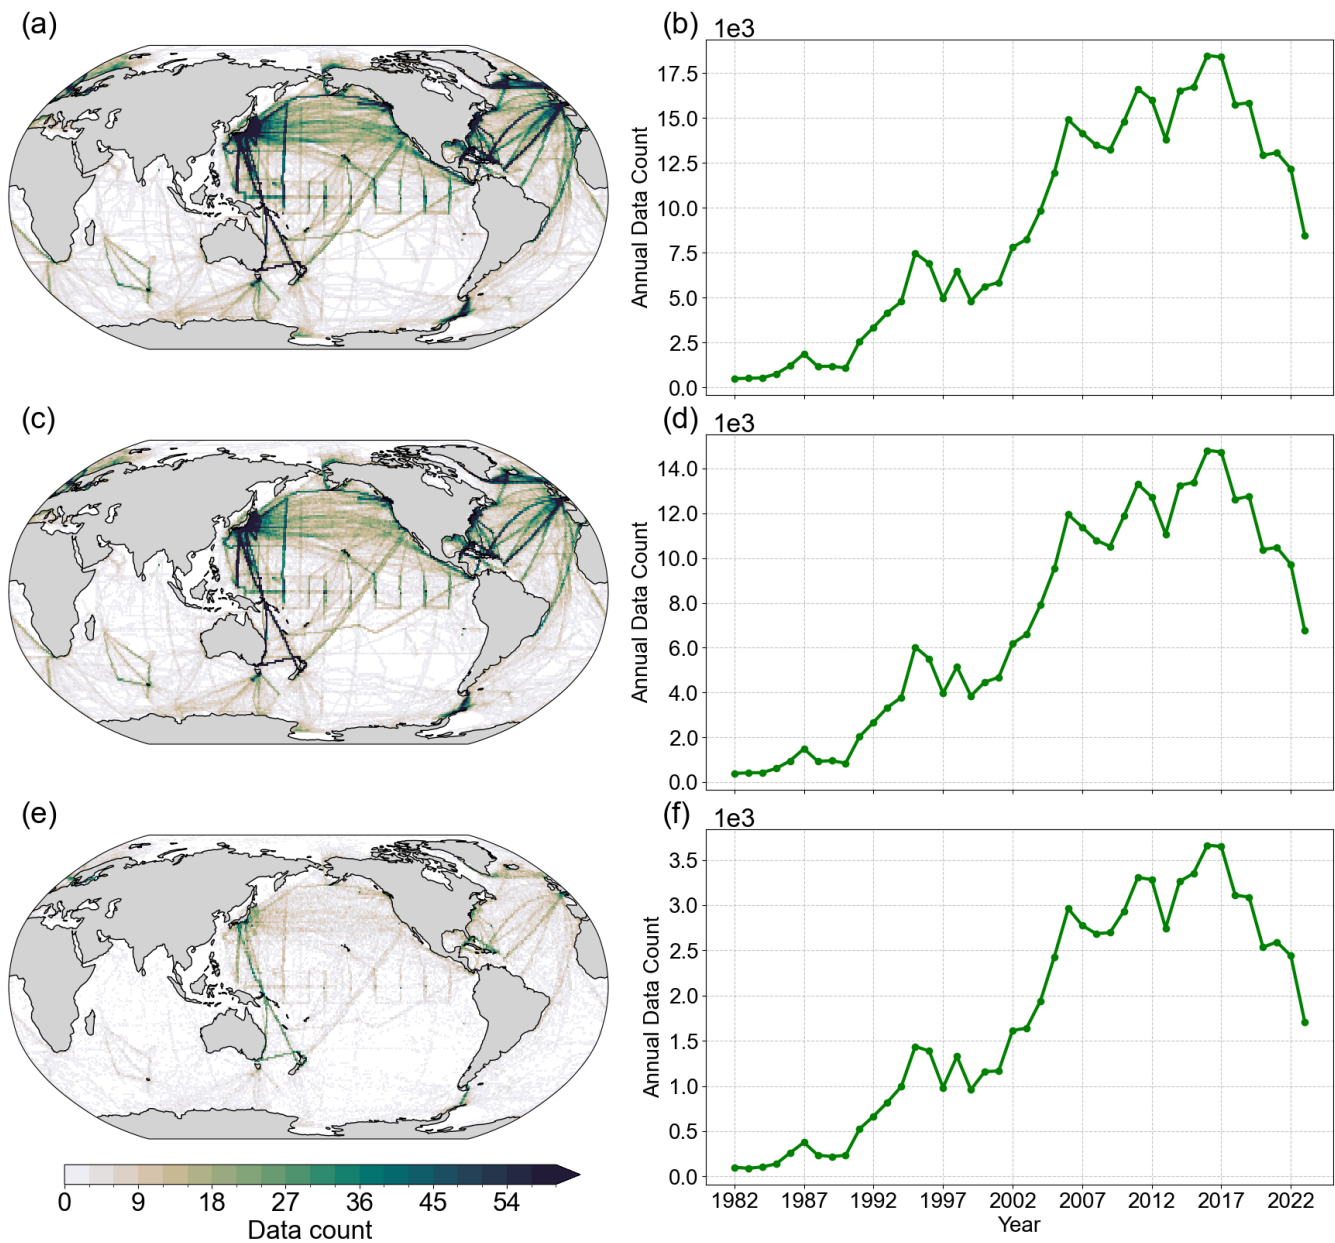 (a)
(b) 1e3
Annual Data Count
17.5
15.0
12.5
10.0
7.5
5.0
2.5
0.0
(c)
(d) 1e3
Annual Data Count
14.0
12.0
10.0
8.0
6.0
4.0
2.0
0.0
(e)
(f) 1e3
Annual Data Count
3.5
3.0
2.5
2.0
1.5
1.0
0.5
0.0
1982 1987 1992 1997 2002 2007 2012 2017 2022
Year
0 9 18 27 36 45 54
Data count